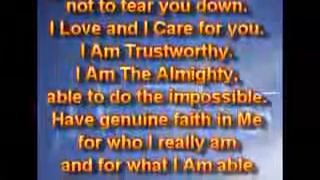 not to tear you down.
I Love and I Care for you.
I Am Trustworthy.
I Am The Almighty,
able to do the impossible.
Have genuine faith in Me
for who I really am
and for what I Am able.